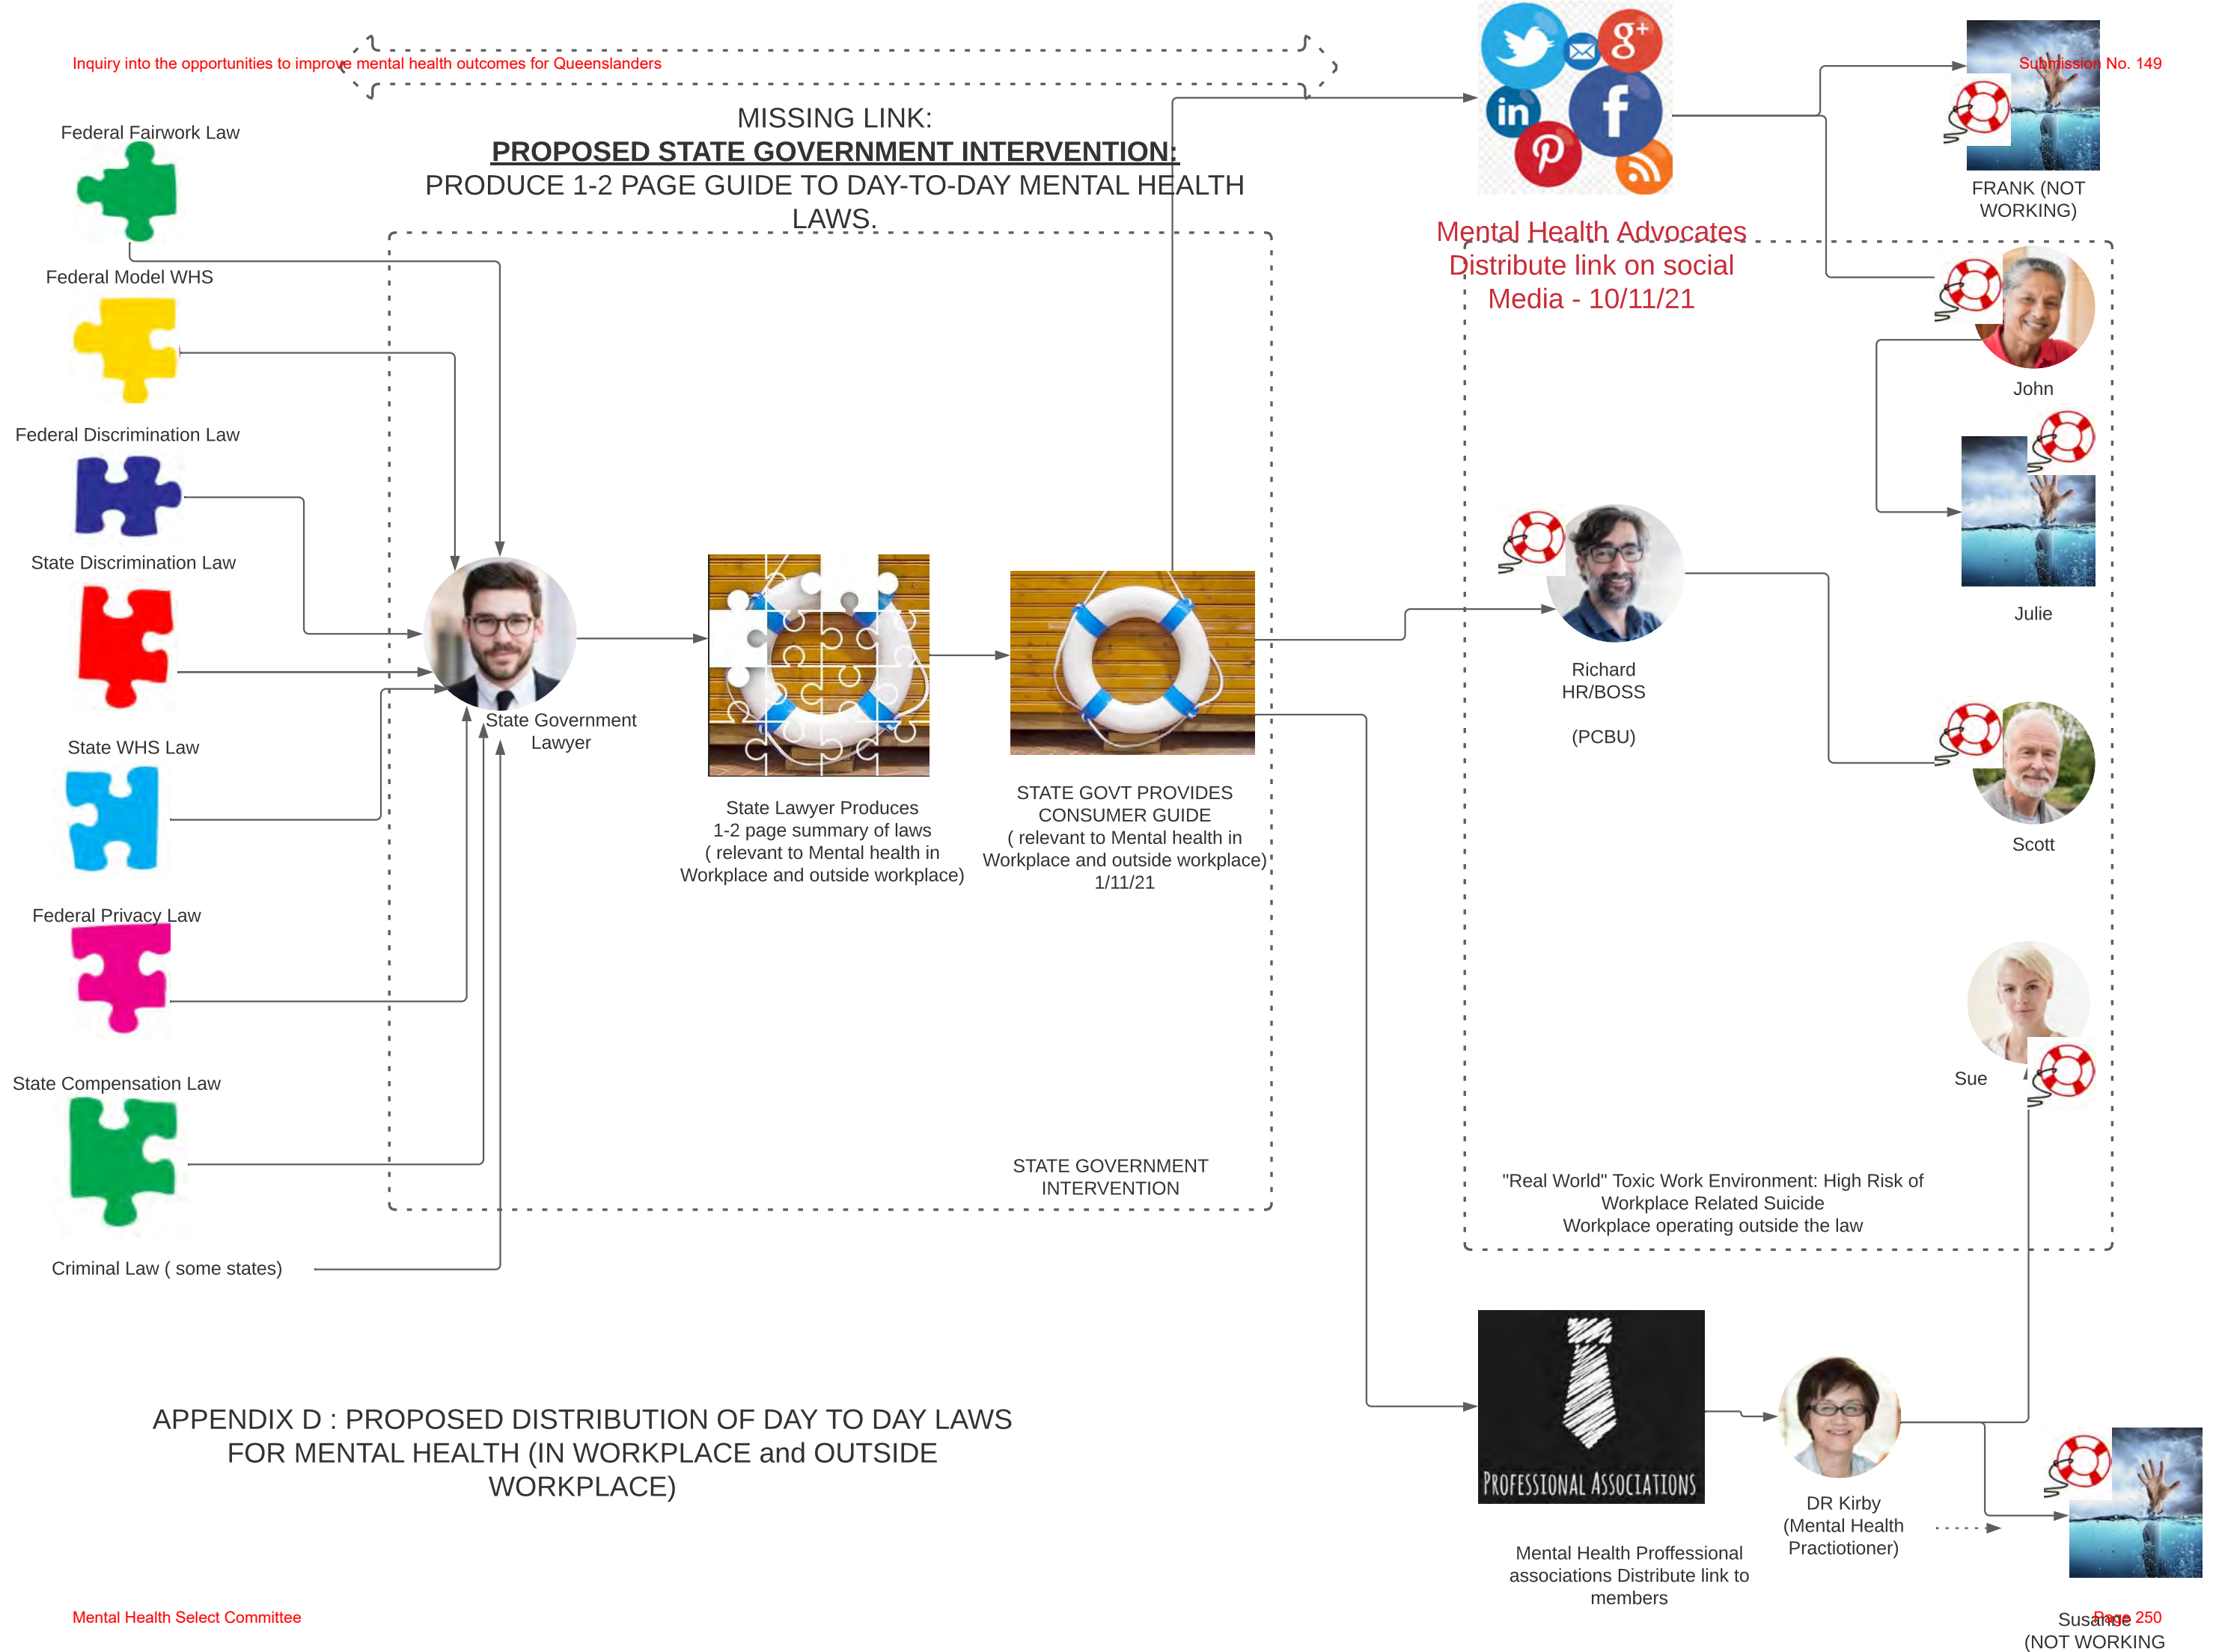 Inquiry into the opportunities to improve mental health outcomes for Queenslanders
Submission No. 149
MISSING LINK:
PROPOSED STATE GOVERNMENT INTERVENTION:
PRODUCE 1-2 PAGE GUIDE TO DAY-TO-DAY MENTAL HEALTH
LAWS.
Federal Fairwork Law
Federal Model WHS
Federal Discrimination Law
State Discrimination Law
State WHS Law
Federal Privacy Law
State Compensation Law
Criminal Law ( some states)
State Government
Lawyer
State Lawyer Produces
1-2 page summary of laws
( relevant to Mental health in
Workplace and outside workplace)
STATE GOVT PROVIDES
CONSUMER GUIDE
( relevant to Mental health in
Workplace and outside workplace)
1/11/21
STATE GOVERNMENT
INTERVENTION
g+
in
f
Mental Health Advocates
Distribute link on social
Media - 10/11/21
FRANK (NOT
WORKING)
John
Julie
Richard
HR/BOSS
(PCBU)
Scott
Sue
"Real World" Toxic Work Environment: High Risk of
Workplace Related Suicide
Workplace operating outside the law
PROFESSIONAL ASSOCIATIONS
Mental Health Proffessional
associations Distribute link to
members
DR Kirby
(Mental Health
Practiotioner)
Susanne
(NOT WORKING
APPENDIX D : PROPOSED DISTRIBUTION OF DAY TO DAY LAWS
FOR MENTAL HEALTH (IN WORKPLACE and OUTSIDE
WORKPLACE)
Mental Health Select Committee
Page 250